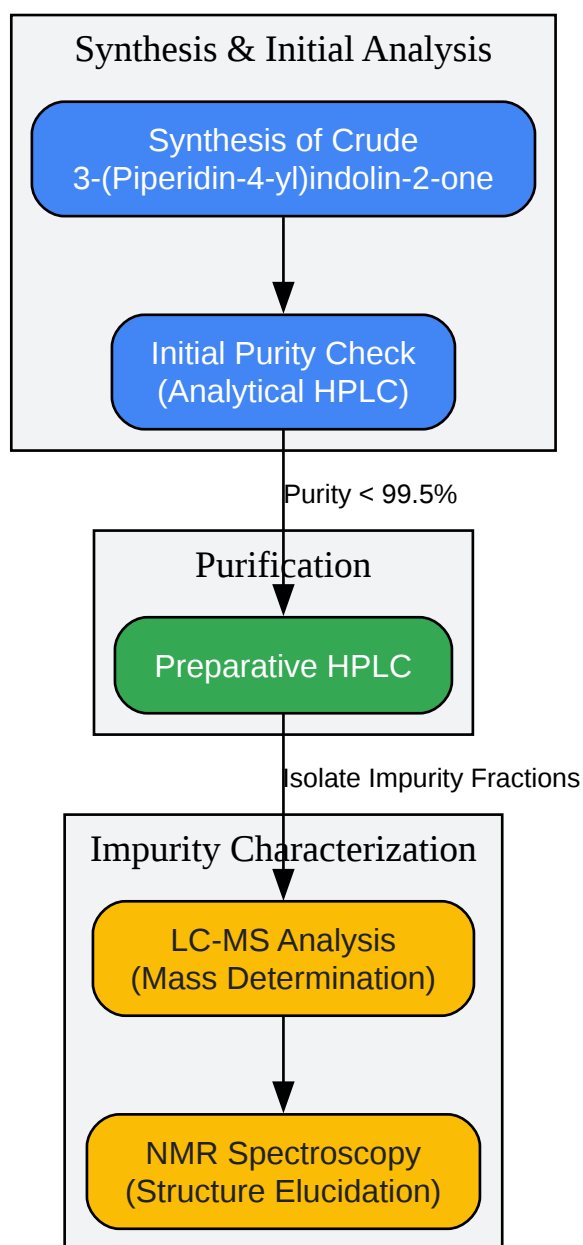 Synthesis & Initial Analysis
Synthesis of Crude
3-(Piperidin-4-yl)indolin-2-one
Initial Purity Check
(Analytical HPLC)
Purity < 99.5%
Purification
Preparative HPLC
Isolate Impurity Fractions
Impurity Characterization
LC-MS Analysis
(Mass Determination)
NMR Spectroscopy
(Structure Elucidation)